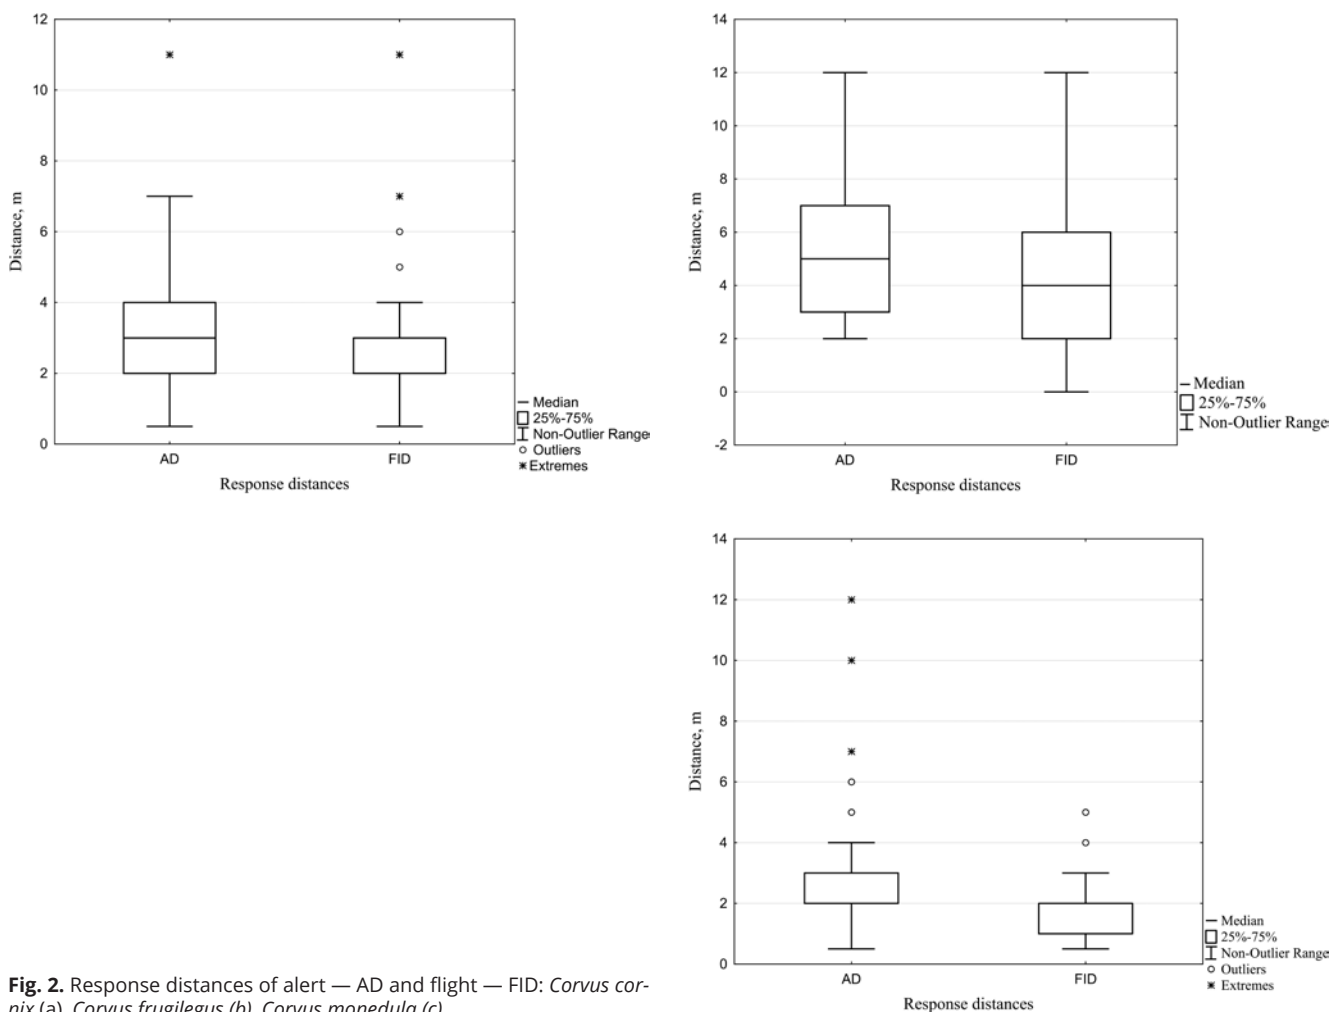 12
10
8
6
4
2
0
Distance, m
AD
FID
Response distances
Median
25%-75%
Non-Outlier Range
Outliers
Extremes
14
12
10
8
6
4
2
0
-2
Distance, m
AD
FID
Response distances
Median
25%-75%
Non-Outlier Range
14
12
10
8
6
4
2
0
Distance, m
AD
FID
Response distances
Median
25%-75%
Non-Outlier Range
Outliers
Extremes
Fig. 2. Response distances of alert — AD and flight — FID: Corvus cor-
nix (a), Corvus frugilegus (b), Corvus monedula (c)